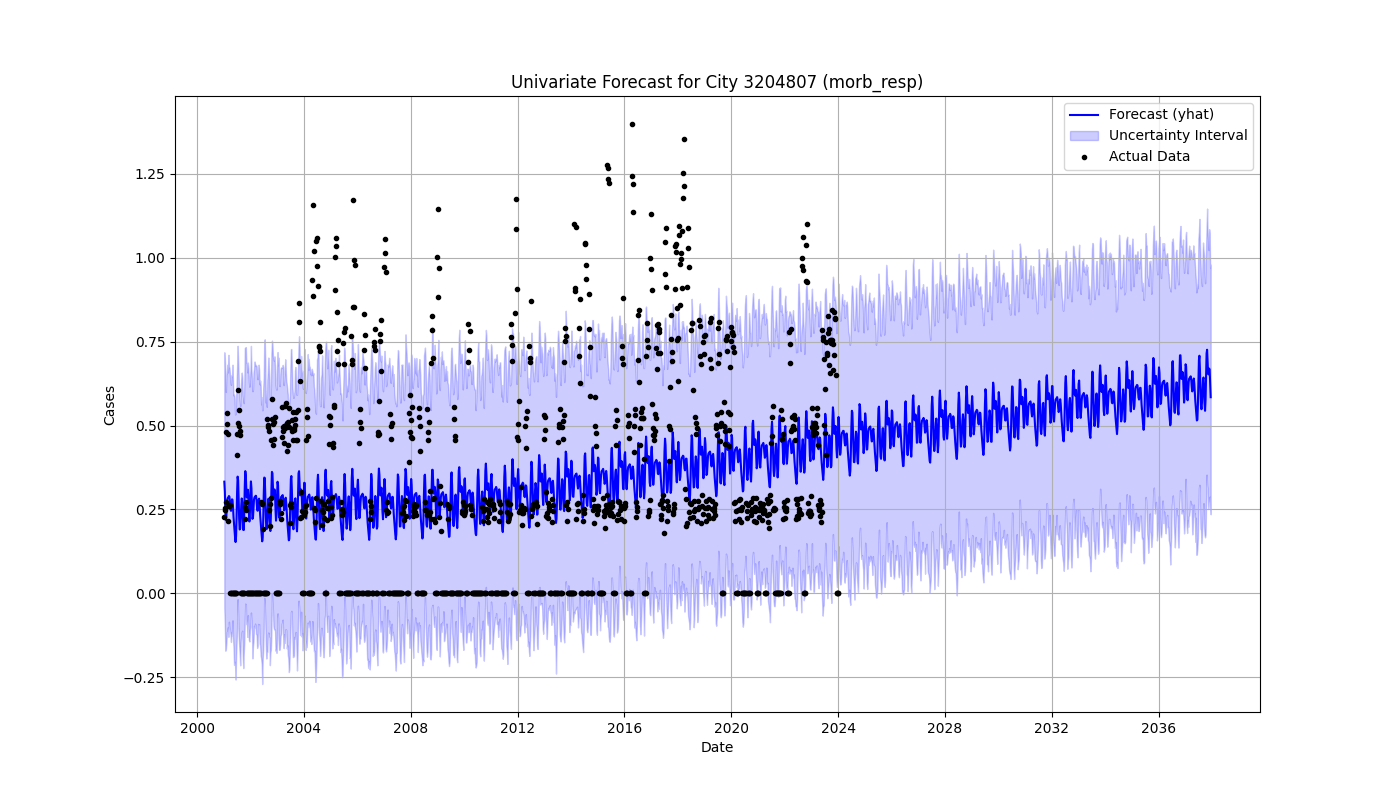 Univariate Forecast for City 3204807 (morb_resp)
Forecast (yhat)
Uncertainty Interval
Actual Data
1.25
1.00
0.75
0.50
0.25
0.00
−0.25
Cases
2000 2004 2008 2012 2016 2020 2024 2028 2032 2036
Date